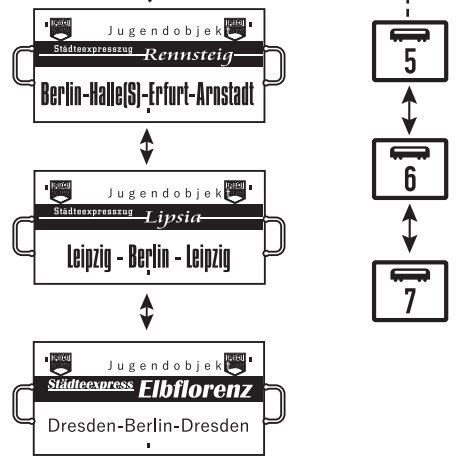 Jugendobjekt
Städteexpresszug Rennsteig
Berlin-Halle(S)-Erfurt-Arnstadt
Jugendobjekt
Städteexpresszug Lipsia
Leipzig - Berlin - Leipzig
Jugendobjekt
Städteexpress Elbflorenz
Dresden-Berlin-Dresden
5
6
7